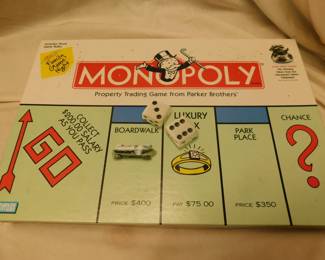 MONOPOLY
Property Trading Game from Parker Brothers
COLLECT
$200.00 SALARY
AS YOU PASS
GO
BOARDWALK
PRICE $400
LUXURY
PAY $75.00
PARK
PLACE
PRICE $350
CHANCE
?